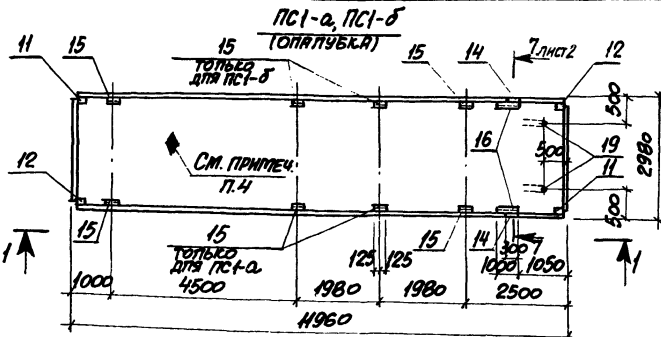 ПС1-а, ПС1-б
(ОПАЛУБКА)
11 15 15 15 14 7 лист 2 12
ТОЛЬКО
ДЛЯ ПС1-б
500
16 500 19 2980
СМ. ПРИМЕЧ.
П.4
12 11
500
15 15 15 14 7
ТОЛЬКО
ДЛЯ ПС1-а
1 125 125 300 1
1000 1050
1000 4500 1980 1980 2500
11960